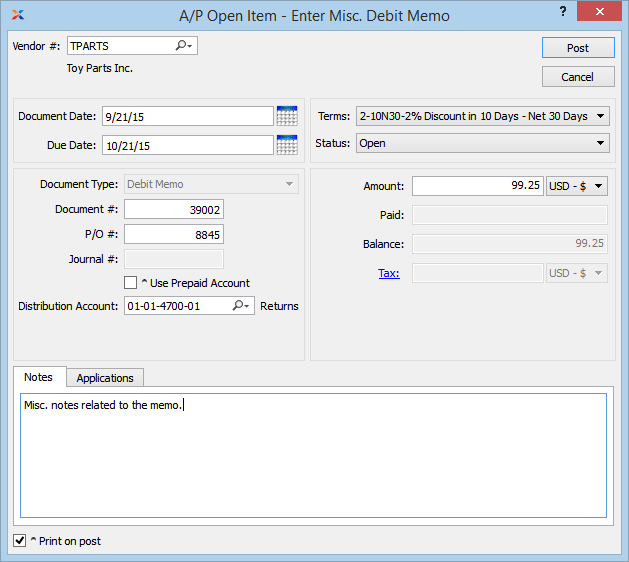 A/P Open Item - Enter Misc. Debit Memo
?
Vendor #: TPARTS
Post
Toy Parts Inc.
Cancel
Document Date: 9/21/15
Terms: 2-10N30-2% Discount in 10 Days - Net 30 Days
Due Date: 10/21/15
Status: Open
Document Type: Debit Memo
Amount: 99.25 USD - $
Document #: 39002
Paid:
P/O #: 8845
Balance: 99.25
Journal #:
Tax: USD - $
^ Use Prepaid Account
Distribution Account: 01-01-4700-01 Returns
Notes Applications
Misc. notes related to the memo.
^ Print on post